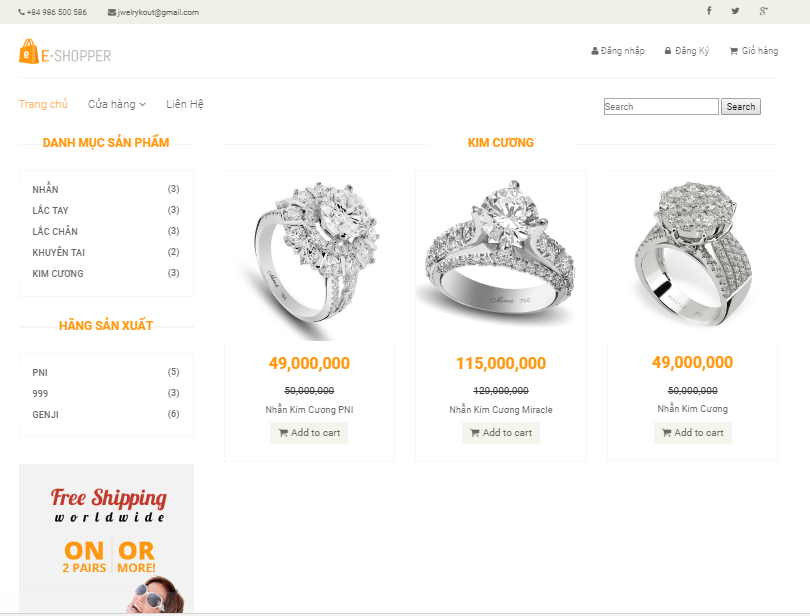 +84 986 500 586 jwelrykout@gmail.com
E-SHOPPER
Đăng nhập Đăng Ký Giỏ hàng
Trang chủ Cửa hàng Liên Hệ
Search Search
DANH MỤC SẢN PHẨM
NHẪN (3)
LẮC TAY (3)
LẮC CHÂN (3)
KHUYÊN TAI (2)
KIM CƯƠNG (3)
HÃNG SẢN XUẤT
PNI (5)
999 (3)
GENJI (6)
Free Shipping
worldwide
ON OR
2 PAIRS MORE!
KIM CƯƠNG
49,000,000
50,000,000
Nhẫn Kim Cương PNI
Add to cart
115,000,000
120,000,000
Nhẫn Kim Cương Miracle
Add to cart
49,000,000
50,000,000
Nhẫn Kim Cương
Add to cart